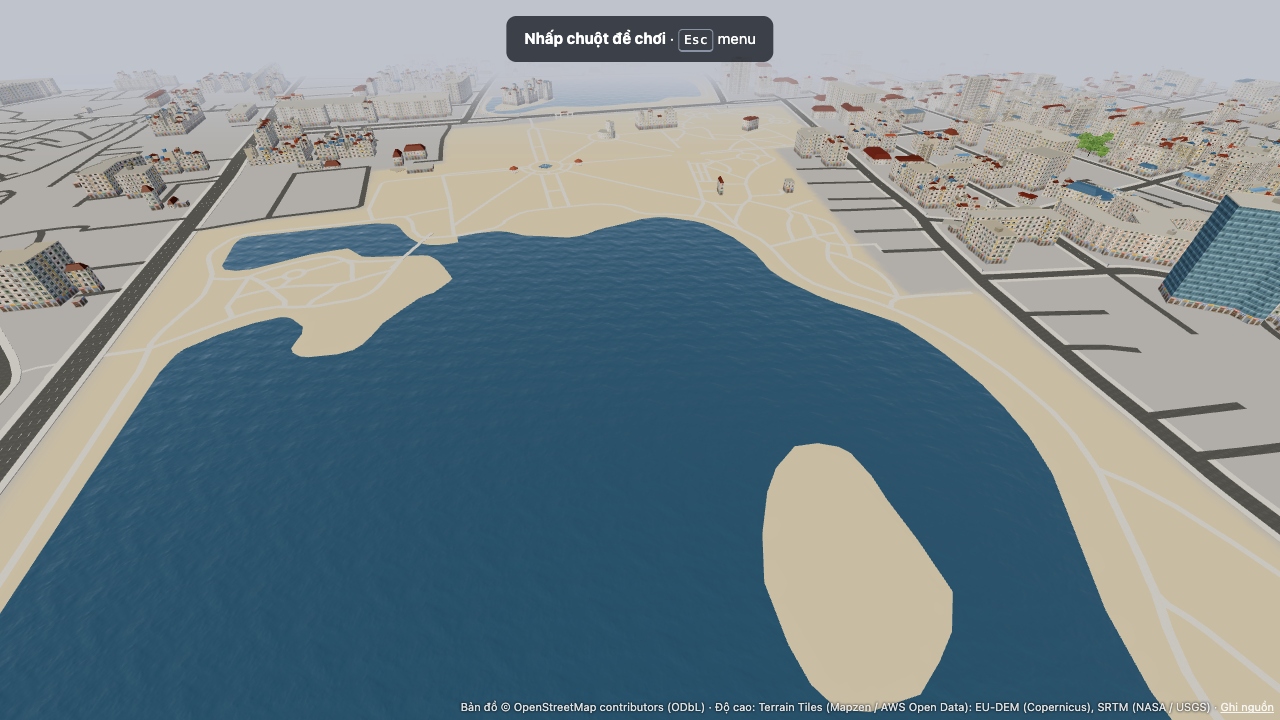 Nhấp chuột để chơi · Esc menu
Bản đồ © OpenStreetMap contributors (ODbL) · Độ cao: Terrain Tiles (Mapzen / AWS Open Data): EU-DEM (Copernicus), SRTM (NASA / USGS) · Ghi nguồn